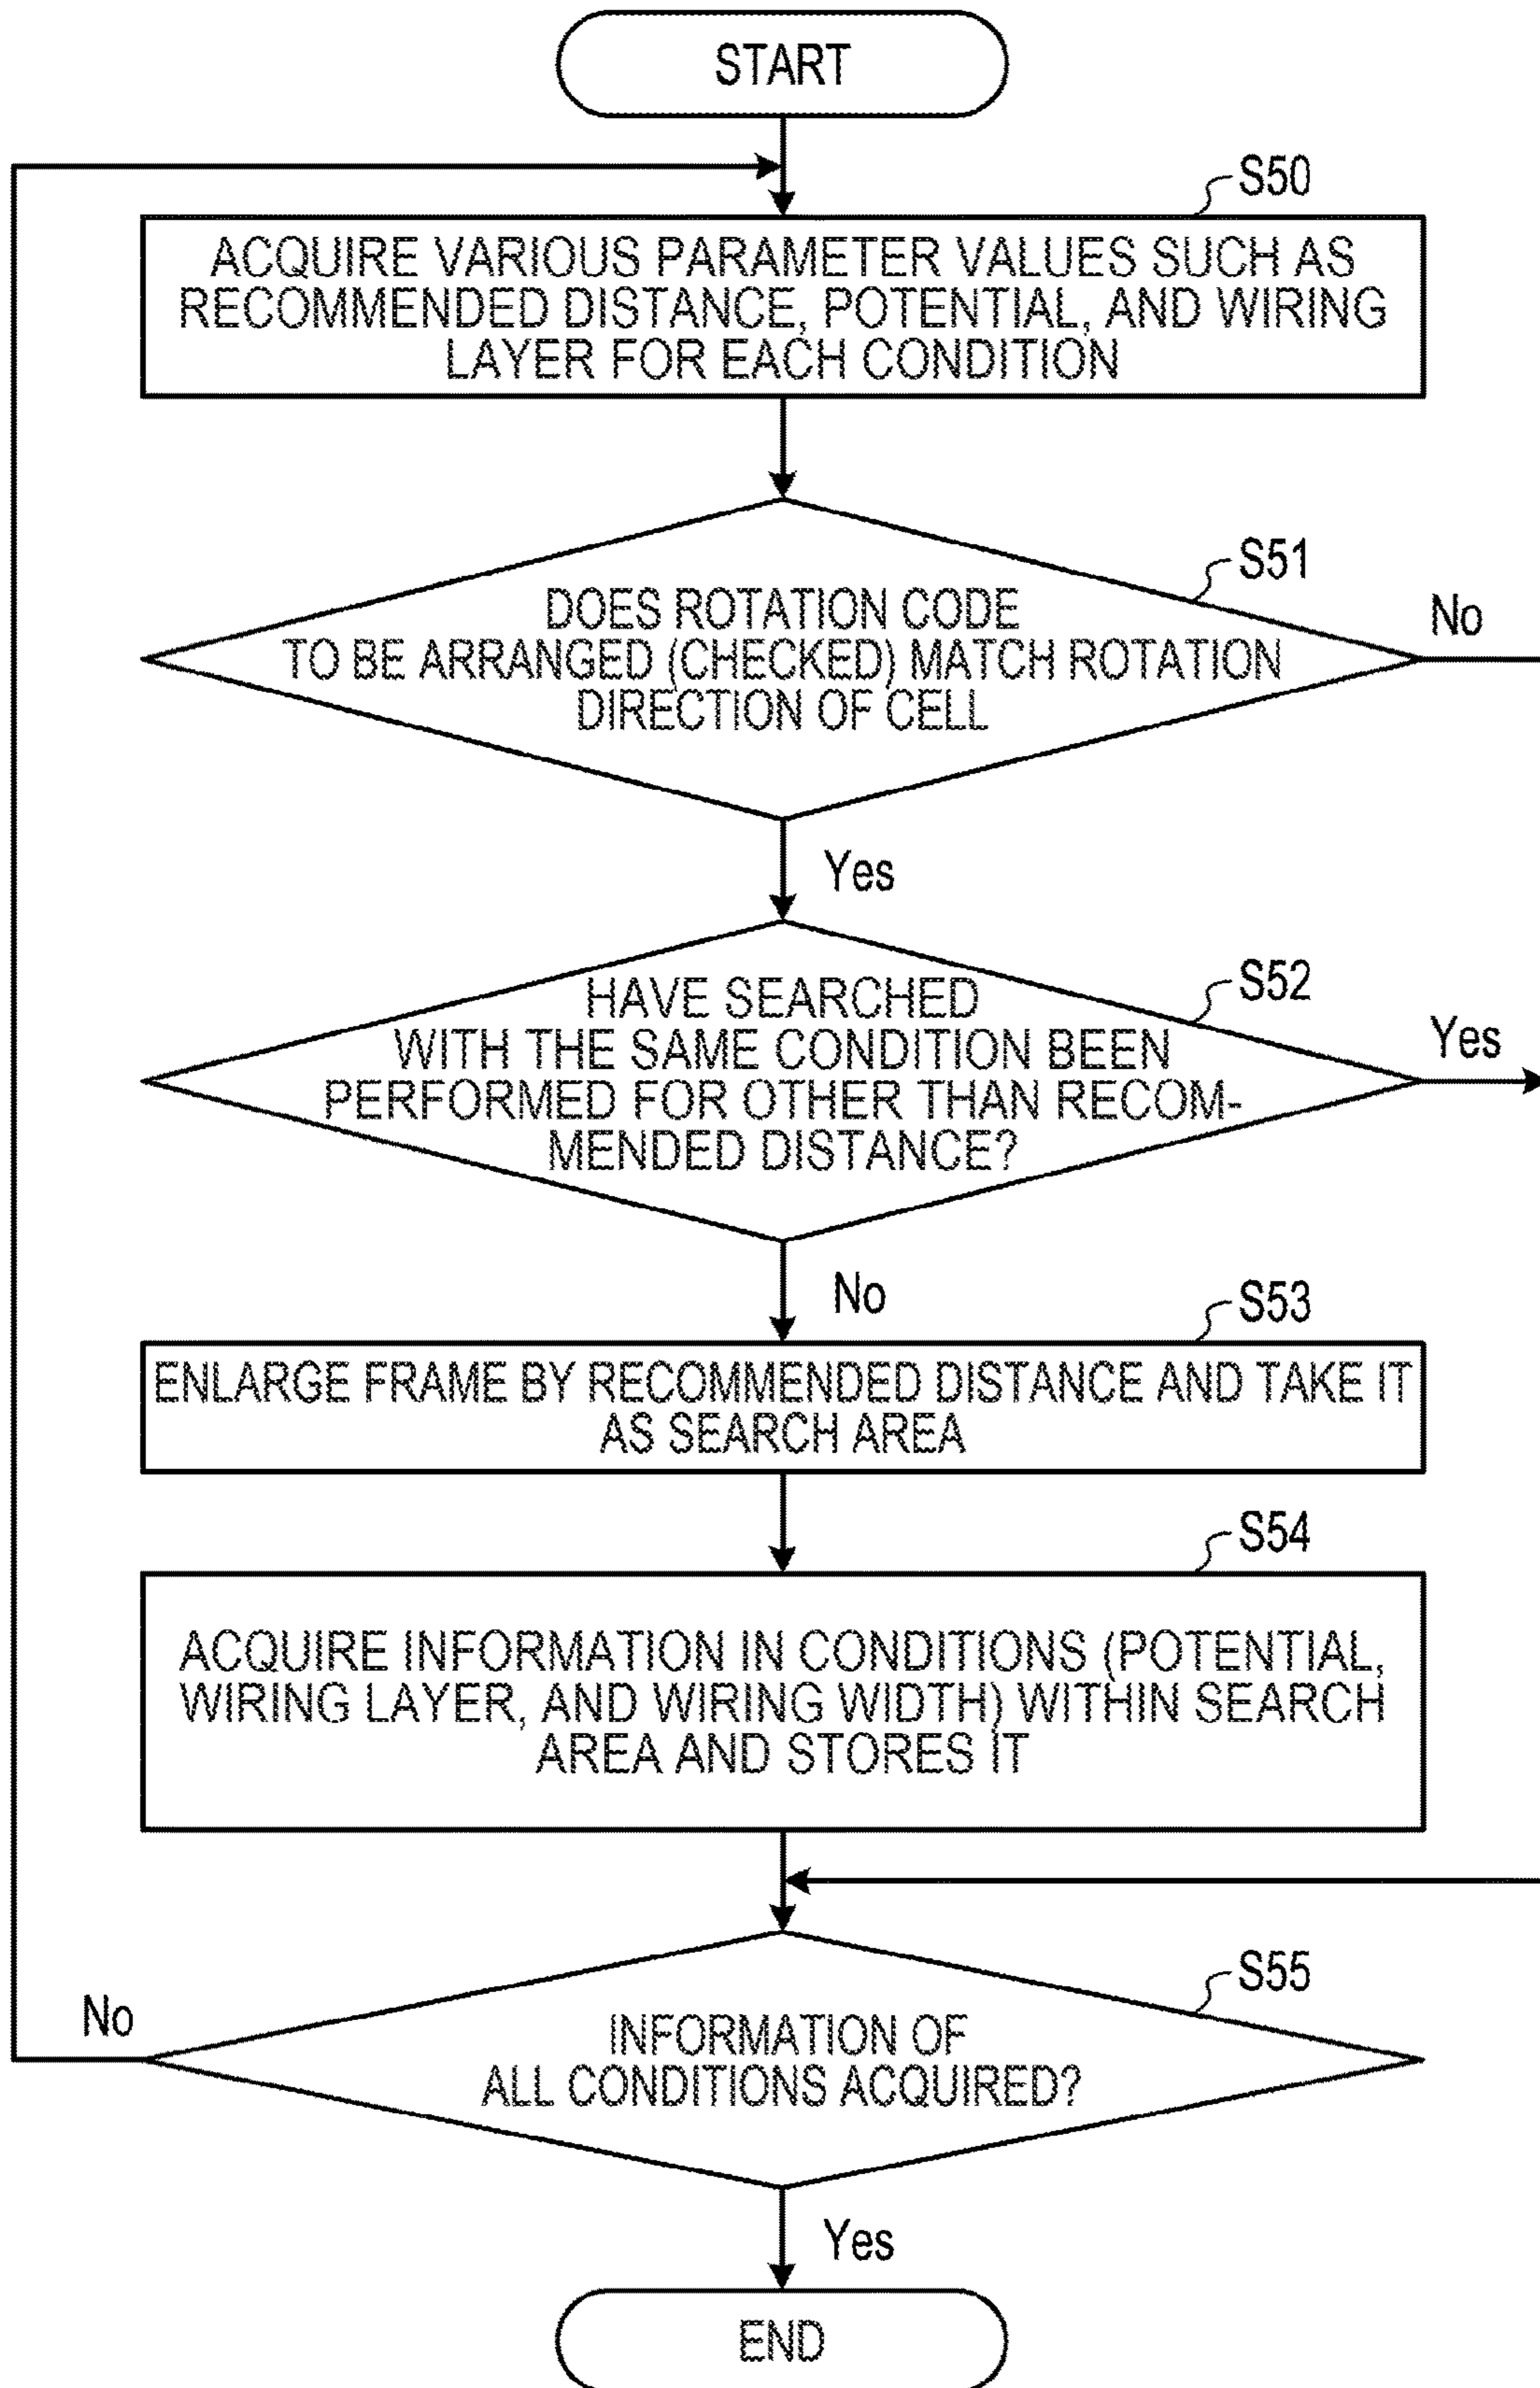 START
S50
ACQUIRE VARIOUS PARAMETER VALUES SUCH AS
RECOMMENDED DISTANCE, POTENTIAL, AND WIRING
LAYER FOR EACH CONDITION
S51
DOES ROTATION CODE
TO BE ARRANGED (CHECKED) MATCH ROTATION
DIRECTION OF CELL
No
Yes
S52
HAVE SEARCHED
WITH THE SAME CONDITION BEEN
PERFORMED FOR OTHER THAN RECOM-
MENDED DISTANCE?
Yes
No
S53
ENLARGE FRAME BY RECOMMENDED DISTANCE AND TAKE IT
AS SEARCH AREA
S54
ACQUIRE INFORMATION IN CONDITIONS (POTENTIAL,
WIRING LAYER, AND WIRING WIDTH) WITHIN SEARCH
AREA AND STORES IT
S55
No
INFORMATION OF
ALL CONDITIONS ACQUIRED?
Yes
END